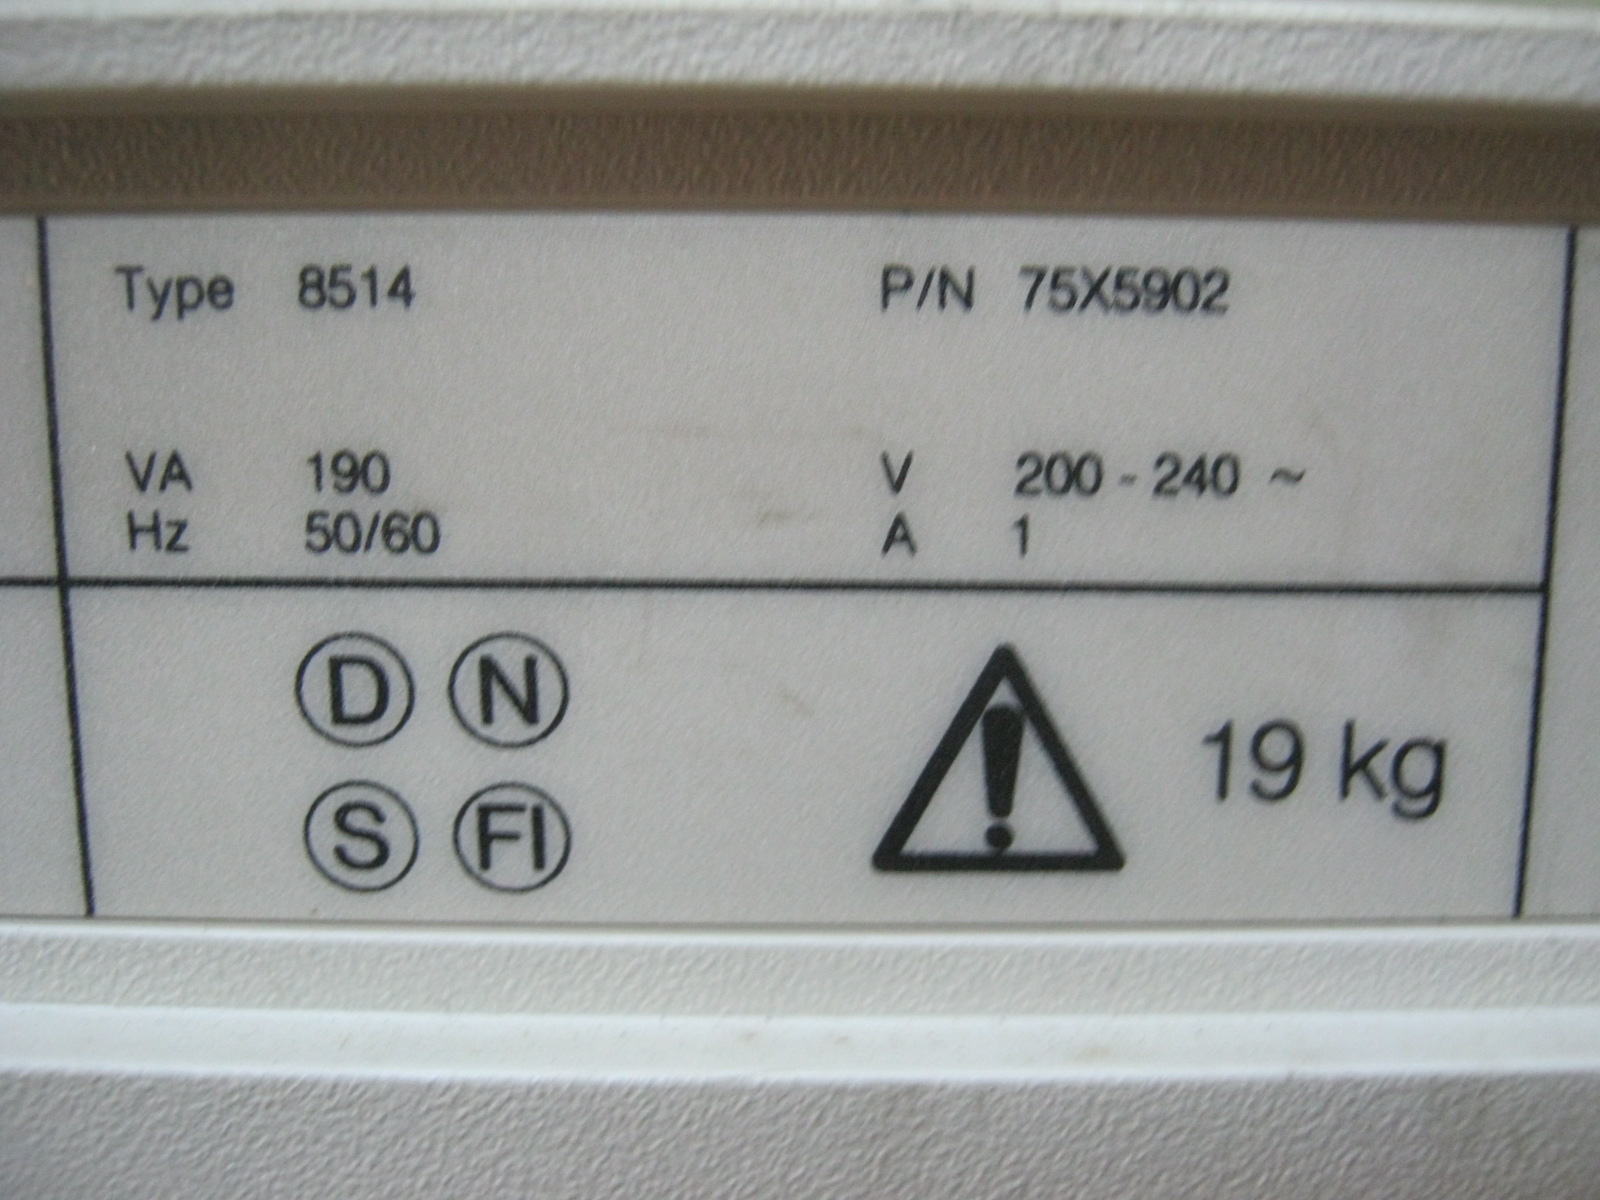 Type 8514 P/N 75X5902
VA 190 V 200 - 240 ~
Hz 50/60 A 1
D N
S FI
19 kg